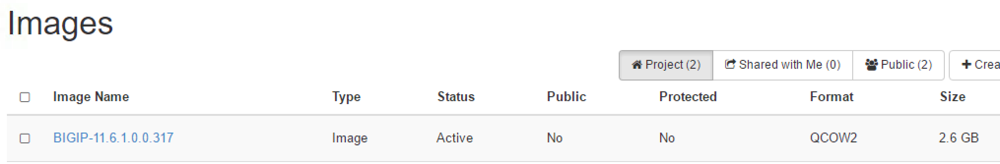 Images
Project (2) Shared with Me (0) Public (2) Crea
Image Name Type Status Public Protected Format Size
BIGIP-11.6.1.0.0.317 Image Active No No QCOW2 2.6 GB